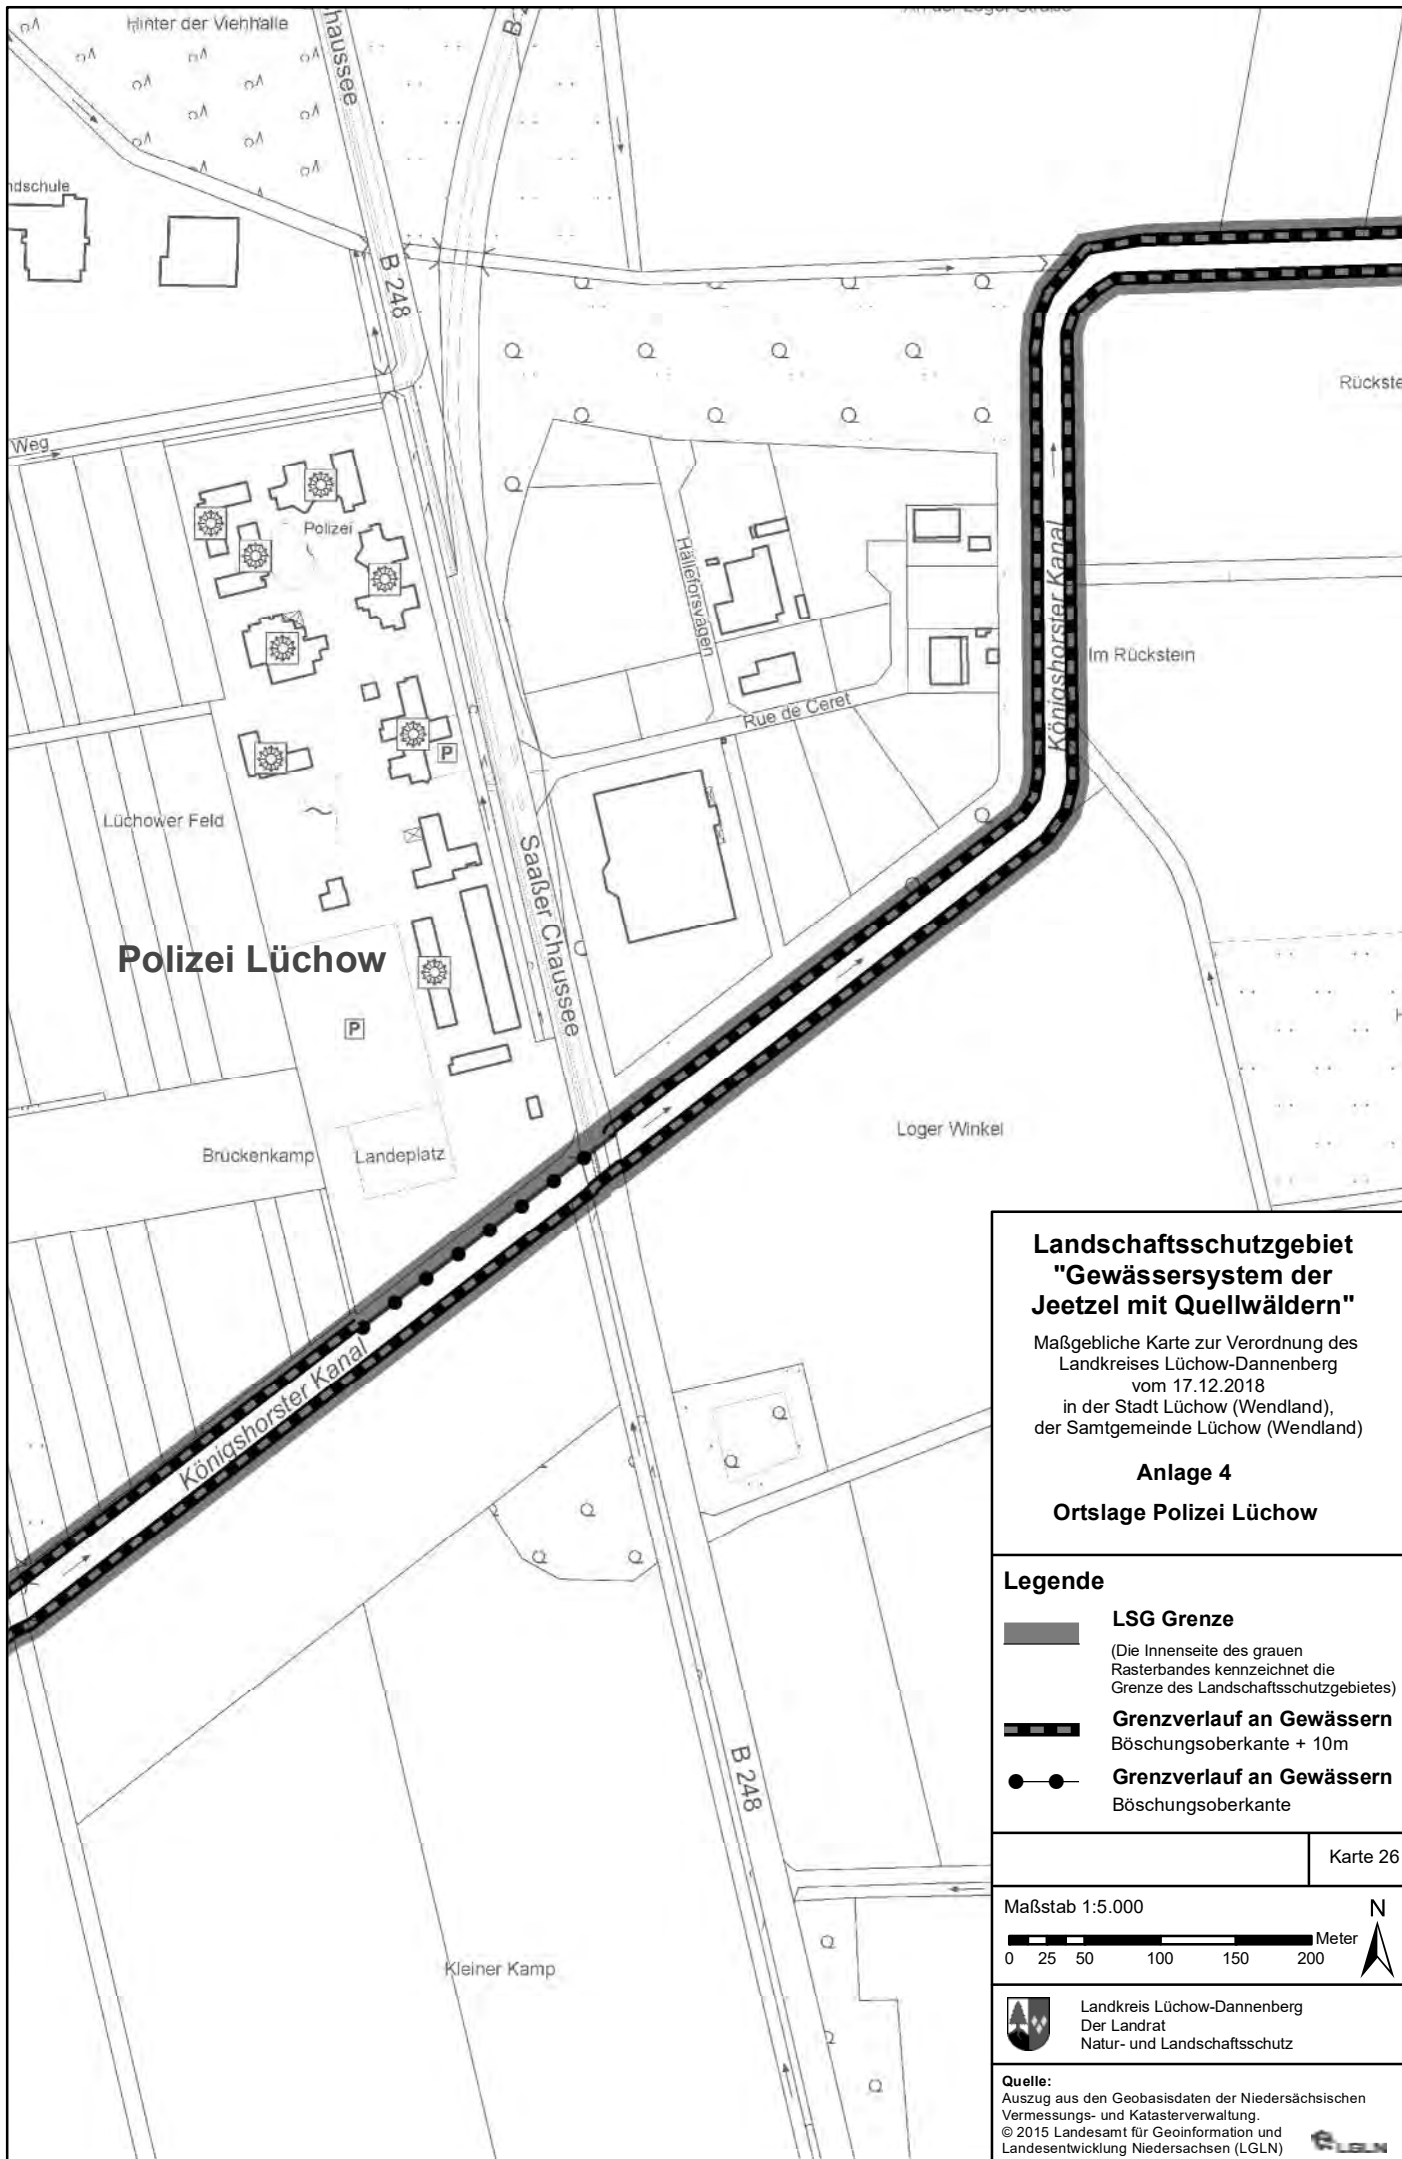 Hinter der Viehhalle
B 248
Weg
Polizei
Hälleforsvägen
Königshorster Kanal
Im Rückstein
Rue de Ceret
P
Lüchower Feld
Saaßer Chaussee
Polizei Lüchow
P
Loger Winkel
Brückenkamp
Landeplatz
Königshorster Kanal
B 248
Kleiner Kamp
Landschaftsschutzgebiet
"Gewässersystem der
Jeetzel mit Quellwäldern"
Maßgebliche Karte zur Verordnung des
Landkreises Lüchow-Dannenberg
vom 17.12.2018
in der Stadt Lüchow (Wendland),
der Samtgemeinde Lüchow (Wendland)
Anlage 4
Ortslage Polizei Lüchow
Legende
LSG Grenze
(Die Innenseite des grauen
Rasterbandes kennzeichnet die
Grenze des Landschaftsschutzgebietes)
Grenzverlauf an Gewässern
Böschungsoberkante + 10m
Grenzverlauf an Gewässern
Böschungsoberkante
Karte 26
Maßstab 1:5.000
N
Meter
0 25 50 100 150 200
Landkreis Lüchow-Dannenberg
Der Landrat
Natur- und Landschaftsschutz
Quelle:
Auszug aus den Geobasisdaten der Niedersächsischen
Vermessungs- und Katasterverwaltung.
© 2015 Landesamt für Geoinformation und
Landesentwicklung Niedersachsen (LGLN)
LGLN